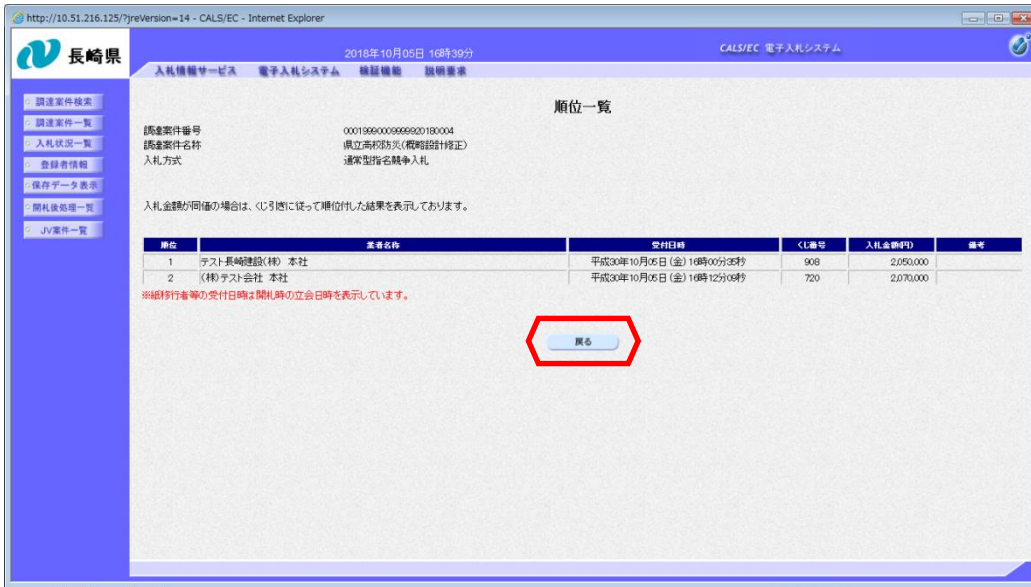 http://10.51.216.125/?jreVersion=14 - CALS/EC - Internet Explorer
長崎県
2018年10月05日 16時39分
CALS/EC 電子入札システム
入札情報サービス 電子入札システム 検証機能 説明要求
調達案件検索
調達案件一覧
入札状況一覧
登録者情報
保存データ表示
開札後処理一覧
JV案件一覧
順位一覧
調達案件番号 00019990009999920180004
調達案件名称 県立高校防災(概略設計修正)
入札方式 通常型指名競争入札
入札金額が同価の場合は、くじ引きに従って順位付した結果を表示しております。
順位 業者名称 受付日時 くじ番号 入札金額(円) 備考
1 テスト長崎建設(株) 本社 平成30年10月05日(金)16時00分35秒 908 2,050,000
2 (株)テスト会社 本社 平成30年10月05日(金)16時12分09秒 720 2,070,000
※紙移行者等の受付日時は開札時の立会日時を表示しています。
戻る